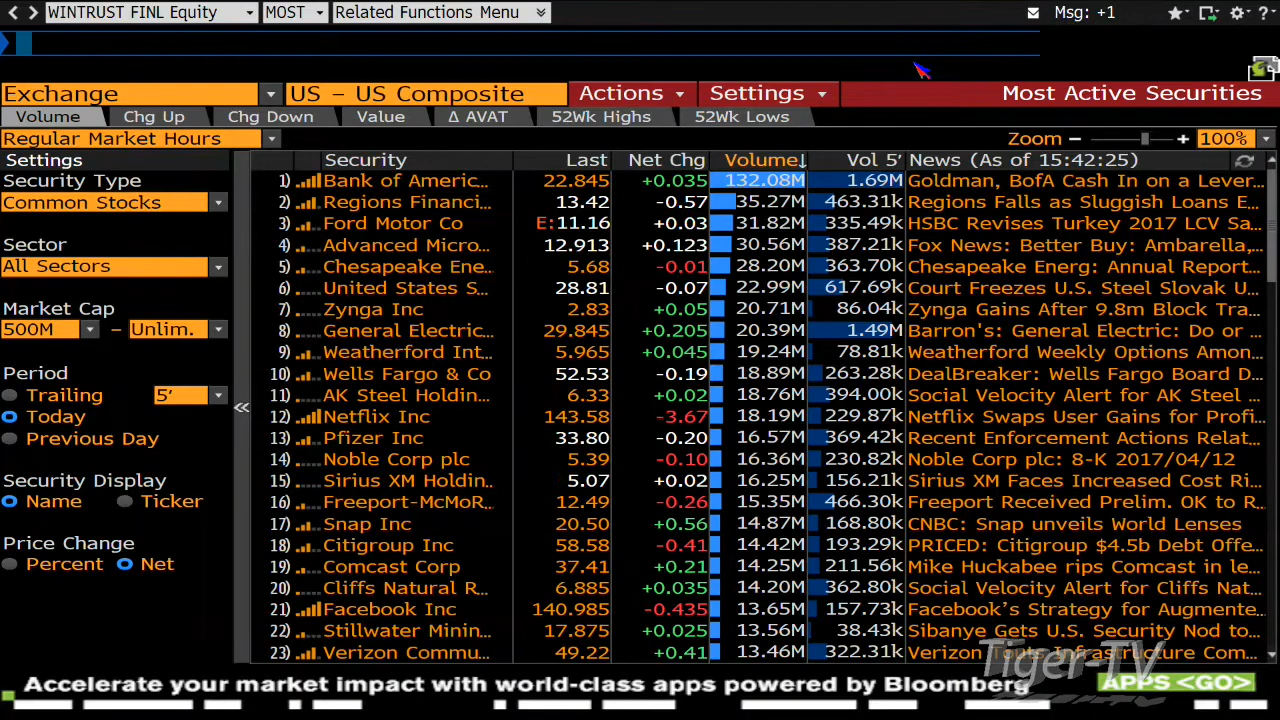 WINTRUST FINL Equity MOST Related Functions Menu Msg: +1
Exchange US - US Composite Actions Settings Most Active Securities
Volume Chg Up Chg Down Value Δ AVAT 52Wk Highs 52Wk Lows
Regular Market Hours Zoom - + 100%
Settings Security Last Net Chg Volume↓ Vol 5' News (As of 15:42:25)
Security Type 1) Bank of Americ... 22.845 +0.035 132.08M 1.69M Goldman, BofA Cash In on a Lever...
Common Stocks 2) Regions Financi... 13.42 -0.57 35.27M 463.31k Regions Falls as Sluggish Loans E...
3) Ford Motor Co E:11.16 +0.03 31.82M 335.49k HSBC Revises Turkey 2017 LCV Sa...
Sector 4) Advanced Micro... 12.913 +0.123 30.56M 387.21k Fox News: Better Buy: Ambarella,...
All Sectors 5) Chesapeake Ene... 5.68 -0.01 28.20M 363.70k Chesapeake Energ: Annual Report...
6) United States S... 28.81 -0.07 22.99M 617.69k Court Freezes U.S. Steel Slovak U...
Market Cap 7) Zynga Inc 2.83 +0.05 20.71M 86.04k Zynga Gains After 9.8m Block Tra...
500M - Unlim. 8) General Electric... 29.845 +0.205 20.39M 1.49M Barron's: General Electric: Do or ...
9) Weatherford Int... 5.965 +0.045 19.24M 78.81k Weatherford Weekly Options Amon...
Period 10) Wells Fargo & Co 52.53 -0.19 18.89M 263.28k DealBreaker: Wells Fargo Board D...
Trailing 5' 11) AK Steel Holdin... 6.33 +0.02 18.76M 394.00k Social Velocity Alert for AK Steel ...
Today 12) Netflix Inc 143.58 -3.67 18.19M 229.87k Netflix Swaps User Gains for Profi...
Previous Day 13) Pfizer Inc 33.80 -0.20 16.57M 369.42k Recent Enforcement Actions Relat...
14) Noble Corp plc 5.39 -0.10 16.36M 230.82k Noble Corp plc: 8-K 2017/04/12
Security Display 15) Sirius XM Holdin... 5.07 +0.02 16.25M 156.21k Sirius XM Faces Increased Cost Ri...
Name Ticker 16) Freeport-McMoR... 12.49 -0.26 15.35M 466.30k Freeport Received Prelim. OK to R...
17) Snap Inc 20.50 +0.56 14.87M 168.80k CNBC: Snap unveils World Lenses
Price Change 18) Citigroup Inc 58.58 -0.41 14.42M 193.29k PRICED: Citigroup $4.5b Debt Offe...
Percent Net 19) Comcast Corp 37.41 +0.21 14.25M 211.56k Mike Huckabee rips Comcast in le...
20) Cliffs Natural R... 6.885 +0.035 14.20M 362.80k Social Velocity Alert for Cliffs Nat...
21) Facebook Inc 140.985 -0.435 13.65M 157.73k Facebook's Strategy for Augmente...
22) Stillwater Minin... 17.875 +0.025 13.56M 38.43k Sibanye Gets U.S. Security Nod to...
23) Verizon Commu... 49.22 +0.41 13.46M 322.31k Verizon Touts Infrastructure Com...
Tiger-TV
Accelerate your market impact with world-class apps powered by Bloomberg APPS <GO>